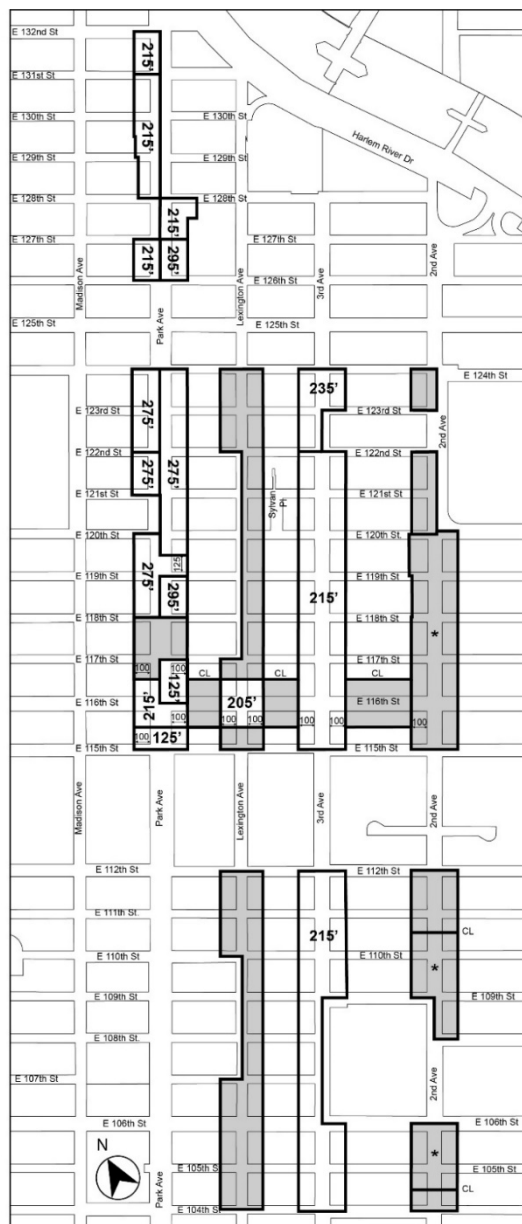 E 132nd St
215'
E 131st St
E 130th St
215'
E 130th St
Harlem River Dr
E 129th St
E 129th St
E 128th St
E 128th St
215'
E 127th St
E 127th St
215'
295'
Madison Ave
Park Ave
Lexington Ave
3rd Ave
2nd Ave
E 126th St
E 125th St
E 125th St
E 124th St
235'
275'
E 123rd St
E 123rd St
2nd Ave
E 122nd St
E 122nd St
275'
275'
E 121st St
E 121st St
Sylvan Pl
E 120th St
E 120th St.
125
275'
E 119th St
E 119th St
295'
215'
E 118th St
E 118th St
*
E 117th St
E 117th St
100
100
CL
CL
CL
125'
215'
205'
E 116th St
E 116th St
100
100
100
100
100
100
100
125'
E 115th St
E 115th St
Madison Ave
Park Ave
Lexington Ave
3rd Ave
2nd Ave
E 112th St
E 112th St
E 111th St.
215'
CL
E 110th St
E 110th St
*
E 109th St
E 109th St
E 108th St.
E 107th St
2nd Ave
E 106th St
E 106th St
N
*
E 105th St
E 105th St
Park Ave
CL
E 104th St